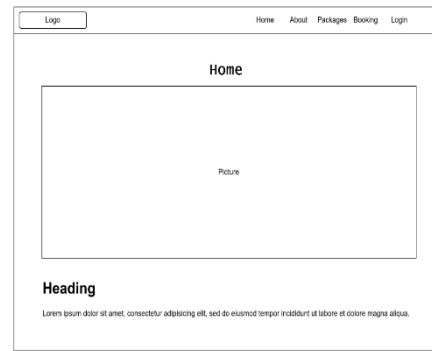 Logo Home About Packages Booking Login
Home
Picture
Heading
Lorem ipsum dolor sit amet, consectetur adipisicing elit, sed do eiusmod tempor incididunt ut labore et dolore magna aliqua.